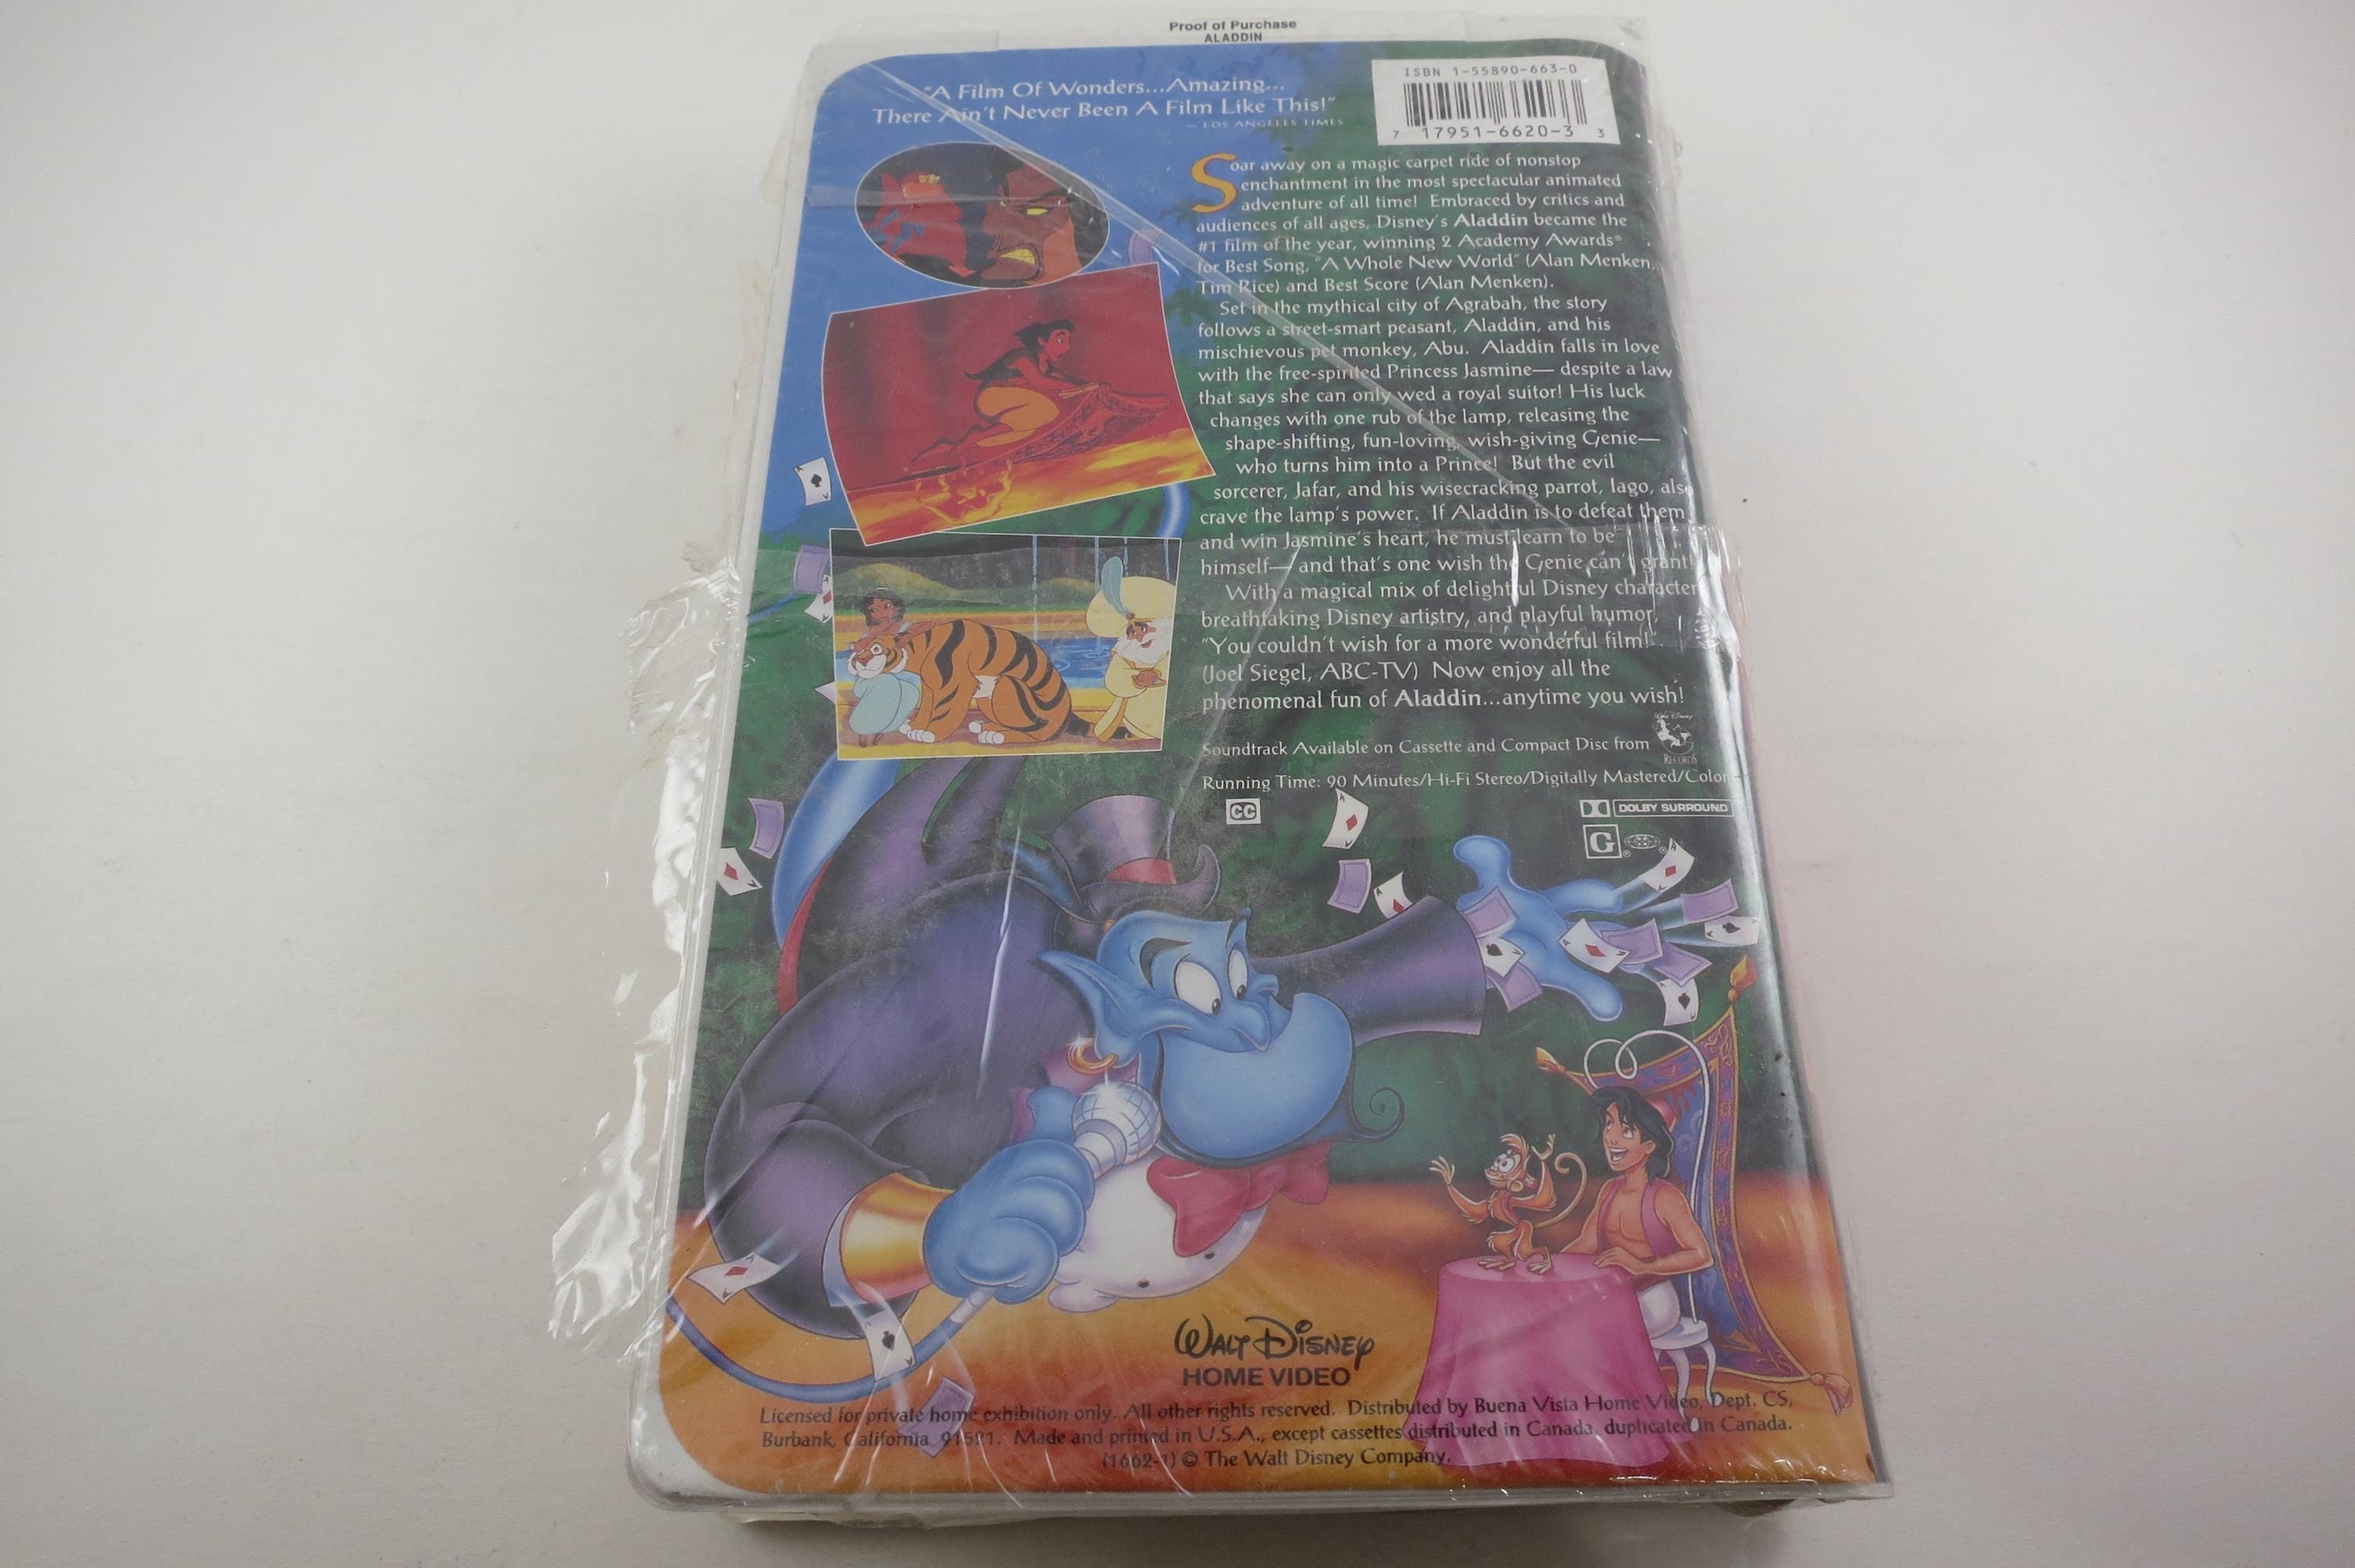 Proof of Purchase
ALADDIN
"A Film Of Wonders...Amazing...
There Ain't Never Been A Film Like This!"
— LOS ANGELES TIMES
ISBN 1-55890-663-0
7 17951-6620-3 3
Soar away on a magic carpet ride of nonstop
enchantment in the most spectacular animated
adventure of all time! Embraced by critics and
audiences of all ages, Disney's Aladdin became the
#1 film of the year, winning 2 Academy Awards®
for Best Song, "A Whole New World" (Alan Menken,
Tim Rice) and Best Score (Alan Menken).
Set in the mythical city of Agrabah, the story
follows a street-smart peasant, Aladdin, and his
mischievous pet monkey, Abu. Aladdin falls in love
with the free-spirited Princess Jasmine— despite a law
that says she can only wed a royal suitor! His luck
changes with one rub of the lamp, releasing the
shape-shifting, fun-loving, wish-giving Genie—
who turns him into a Prince! But the evil
sorcerer, Jafar, and his wisecracking parrot, Iago, also
crave the lamp's power. If Aladdin is to defeat them
and win Jasmine's heart, he must learn to be
himself— and that's one wish the Genie can't grant!
With a magical mix of delightful Disney character
breathtaking Disney artistry, and playful humor,
"You couldn't wish for a more wonderful film!"
(Joel Siegel, ABC-TV) Now enjoy all the
phenomenal fun of Aladdin...anytime you wish!
Soundtrack Available on Cassette and Compact Disc from Walt Disney RECORDS
Running Time: 90 Minutes/Hi-Fi Stereo/Digitally Mastered/Color
CC
DOLBY SURROUND
G
WALT DISNEY
HOME VIDEO
Licensed for private home exhibition only. All other rights reserved. Distributed by Buena Vista Home Video, Dept. CS,
Burbank, California 91521. Made and printed in U.S.A., except cassettes distributed in Canada, duplicated in Canada.
(1662-1) © The Walt Disney Company.